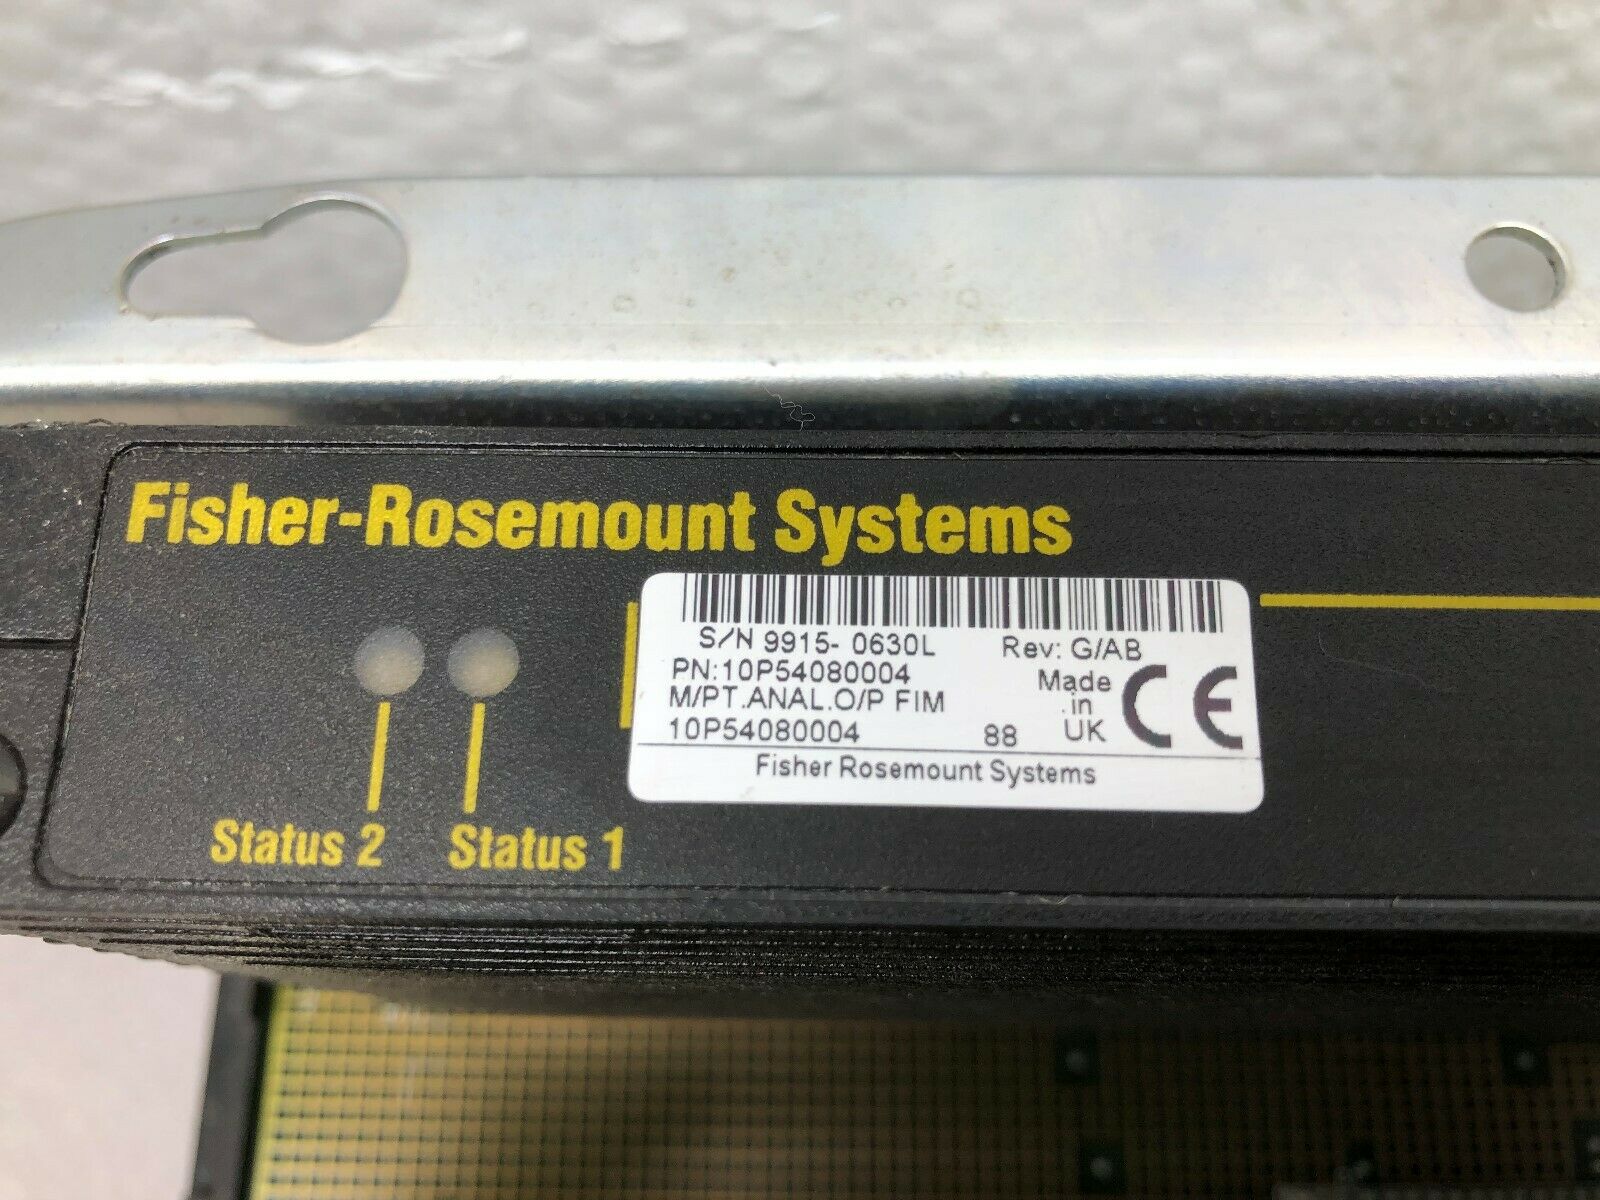 Fisher-Rosemount Systems
S/N 9915- 0630L Rev: G/AB
PN:10P54080004 Made
M/PT.ANAL.O/P FIM in
10P54080004 88 UK CE
Fisher Rosemount Systems
Status 2 Status 1